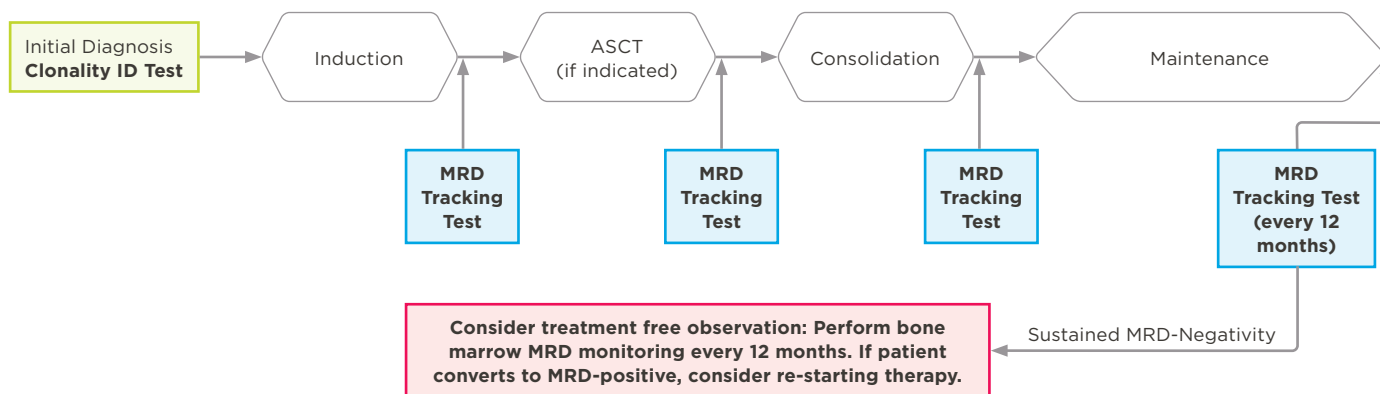 Initial Diagnosis
Clonality ID Test
Induction
ASCT
(if indicated)
Consolidation
Maintenance
MRD
Tracking
Test
MRD
Tracking
Test
MRD
Tracking
Test
MRD
Tracking Test
(every 12
months)
Consider treatment free observation: Perform bone
marrow MRD monitoring every 12 months. If patient
converts to MRD-positive, consider re-starting therapy.
Sustained MRD-Negativity